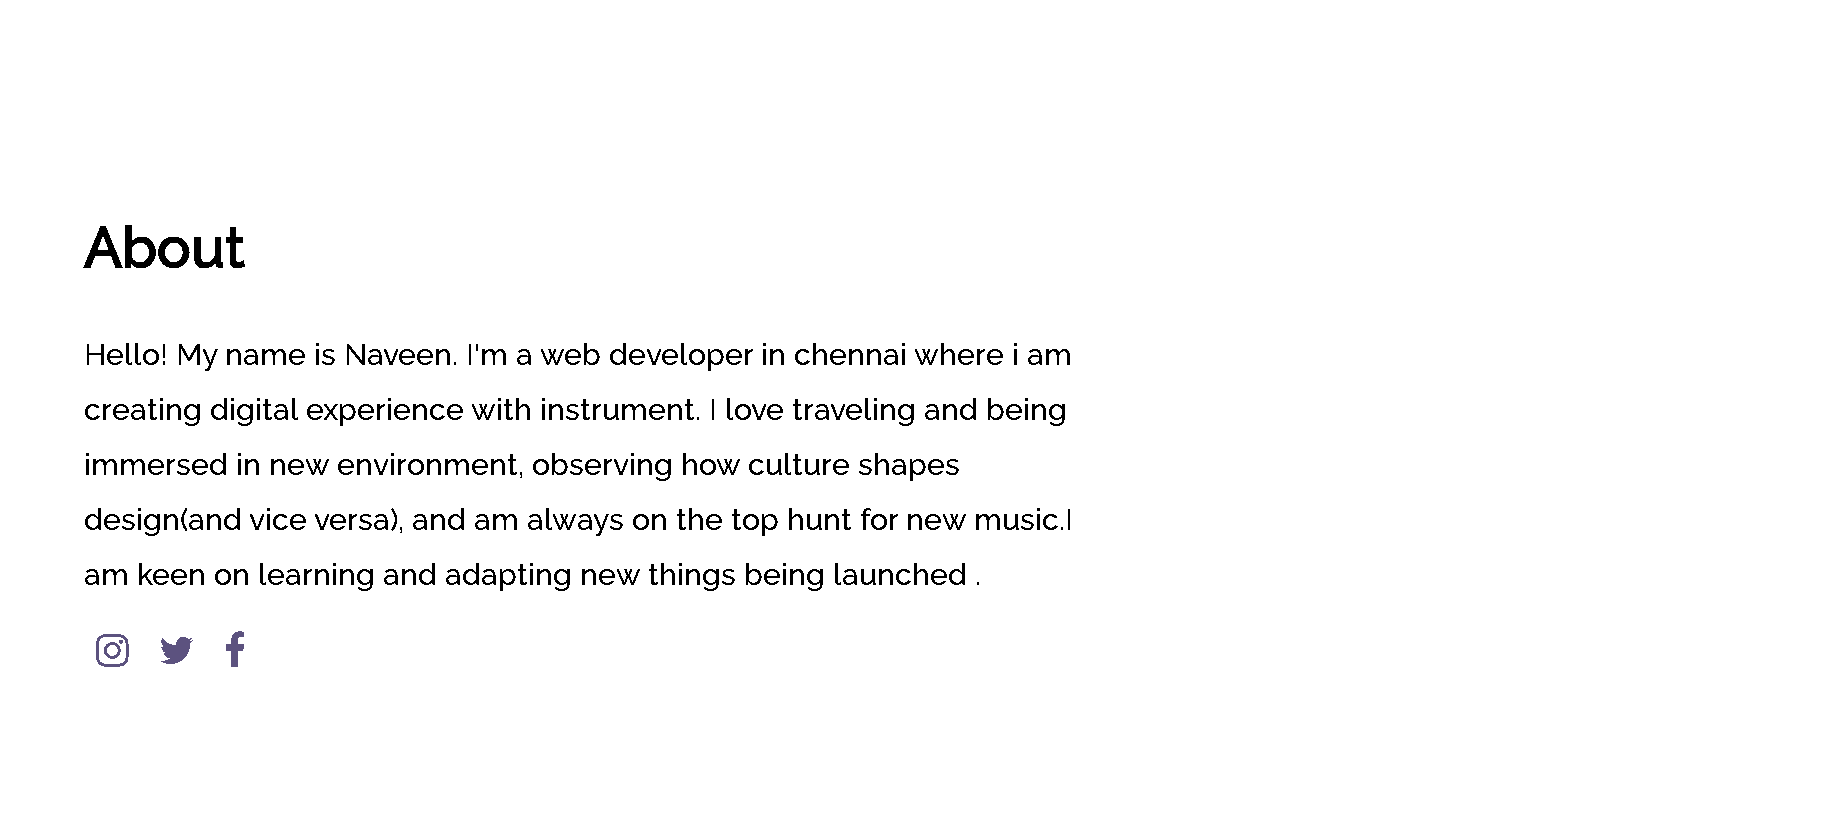 About
Hello! My name is Naveen. I'm a web developer in chennai where i am
creating digital experience with instrument. I love traveling and being
immersed in new environment, observing how culture shapes
design(and vice versa), and am always on the top hunt for new music.I
am keen on learning and adapting new things being launched .